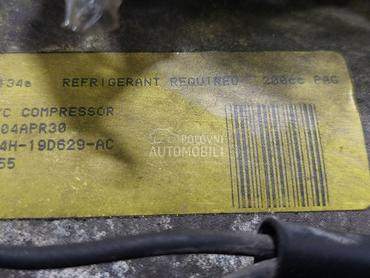 134a REFRIGERANT REQUIRED 200cc PAG
/C COMPRESSOR
04APR30
4H-19D629-AC
55
POLOVNI
AUTOMOBILI